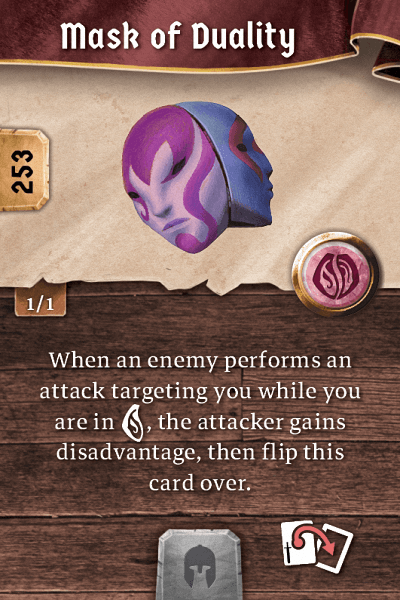 Mask of Duality
253
1/1
When an enemy performs an
attack targeting you while you
are in , the attacker gains
disadvantage, then flip this
card over.